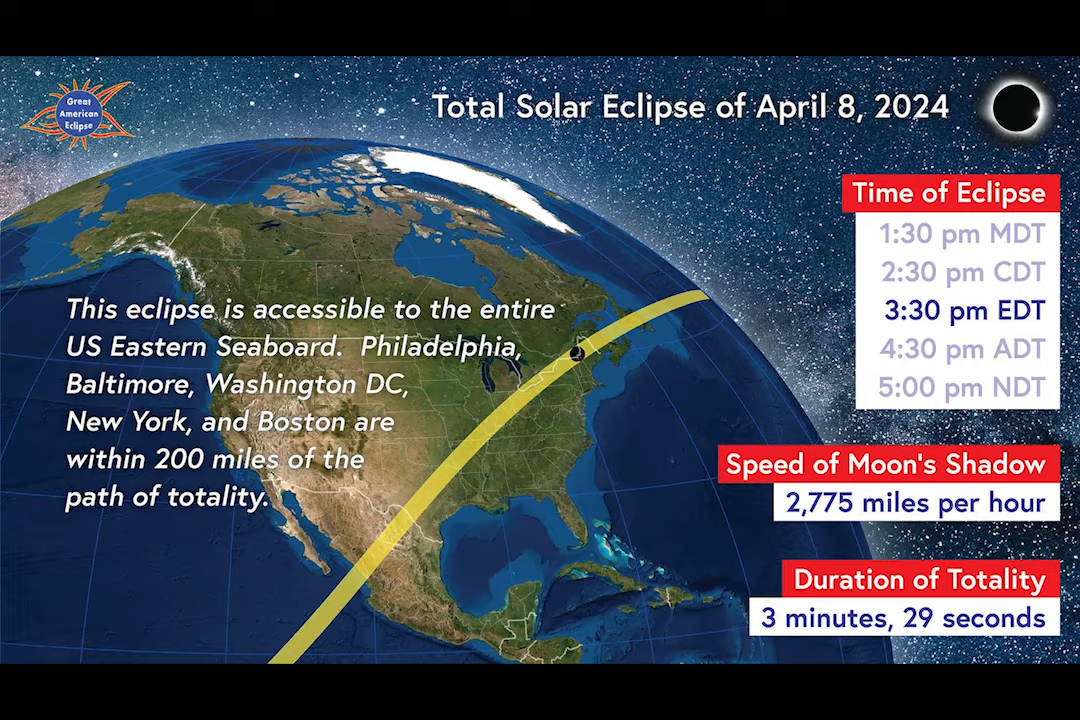 Great
American
Eclipse
Total Solar Eclipse of April 8, 2024
Time of Eclipse
1:30 pm MDT
2:30 pm CDT
3:30 pm EDT
4:30 pm ADT
5:00 pm NDT
This eclipse is accessible to the entire
US Eastern Seaboard. Philadelphia,
Baltimore, Washington DC,
New York, and Boston are
within 200 miles of the
path of totality.
Speed of Moon's Shadow
2,775 miles per hour
Duration of Totality
3 minutes, 29 seconds